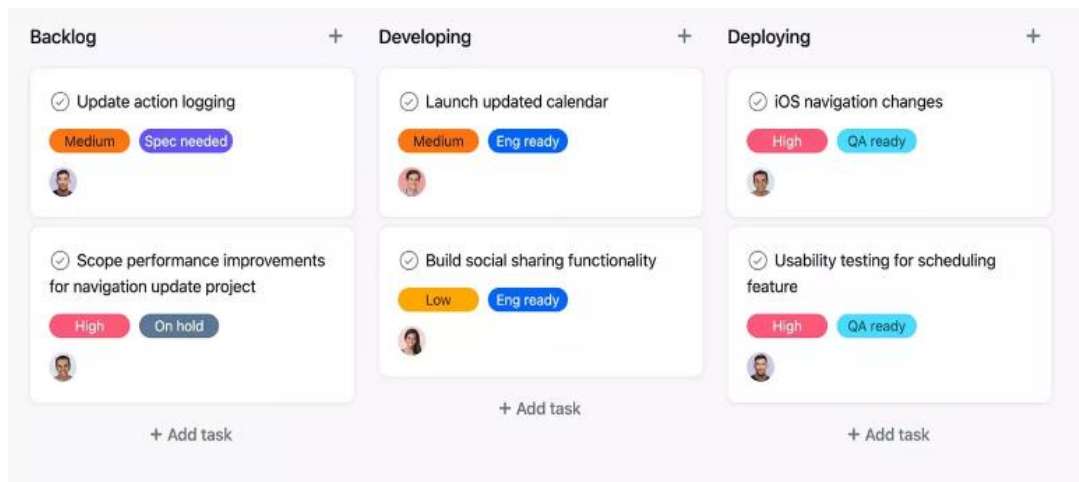 Backlog +
Update action logging
Medium Spec needed
Scope performance improvements
for navigation update project
High On hold
+ Add task
Developing +
Launch updated calendar
Medium Eng ready
Build social sharing functionality
Low Eng ready
+ Add task
Deploying +
iOS navigation changes
High QA ready
Usability testing for scheduling
feature
High QA ready
+ Add task